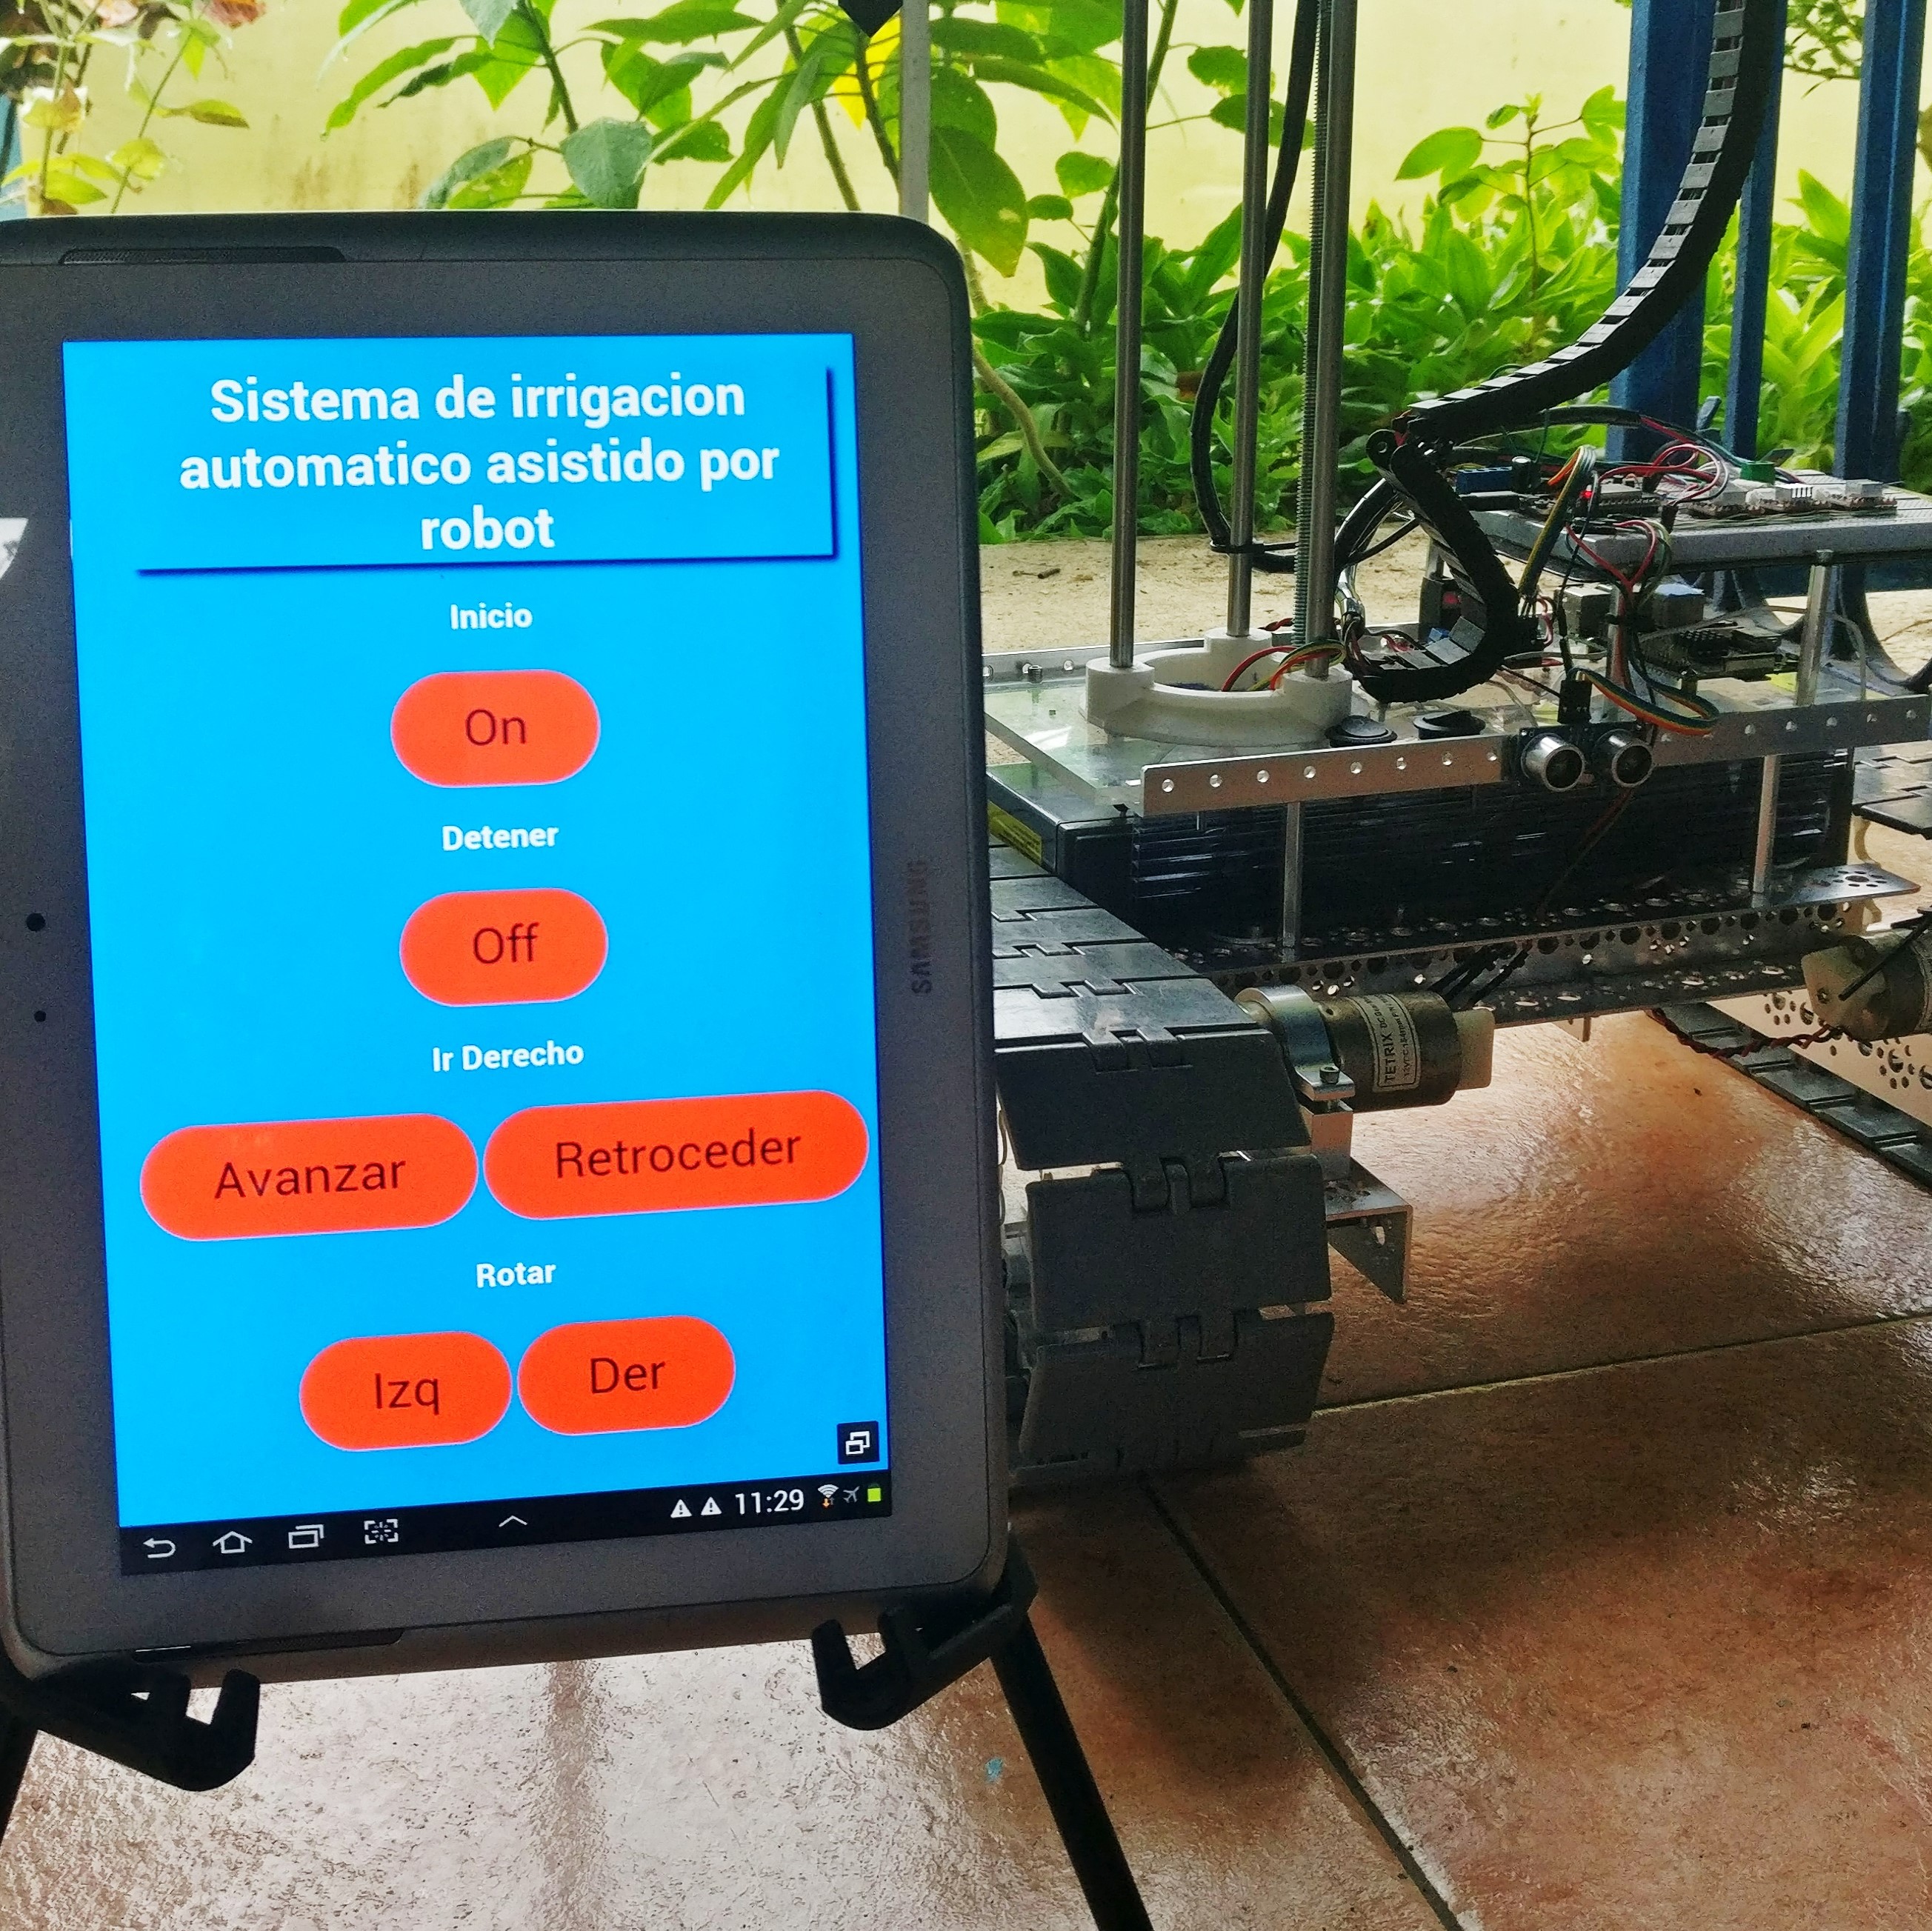 Sistema de irrigacion
automatico asistido por
robot
Inicio
On
Detener
Off
Ir Derecho
Avanzar Retroceder
Rotar
Izq Der
11:29
SAMSUNG
TETRIX DC